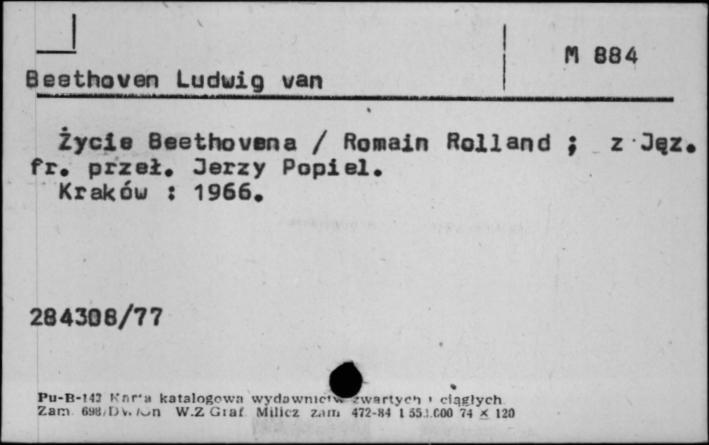 M 884
Beethoven Ludwig van
Życie Beethovena / Romain Rolland ; z Jęz.
fr. przeł. Jerzy Popiel.
Kraków : 1966.
284308/77
Pu-B-142 Karta katalogowa wydawnictw zwartych i ciągłych
Zam. 698/ W.Z.Graf. Milicz zam 472-84 74 × 120